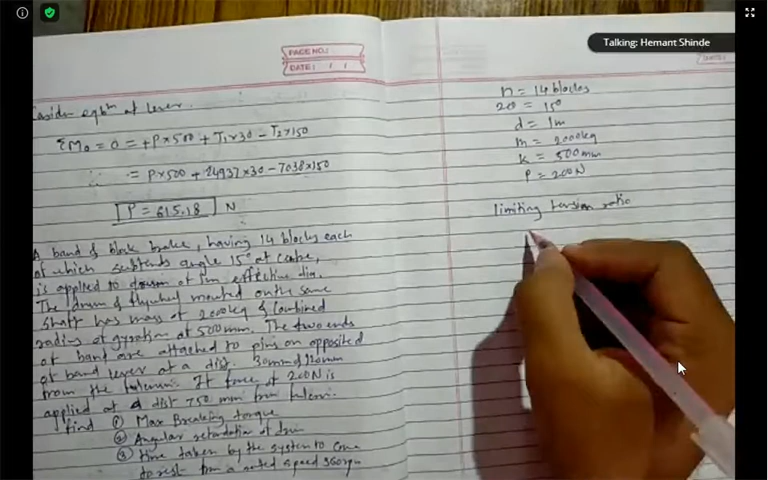 Talking: Hemant Shinde
PAGE NO.:
DATE: / /
eqbm of lever.
ΣM₀ = 0 = +P×500 + T₁×30 - T₂×150
∴ = P×500 + 24937×30 - 7038×150
P = 615.18 N
A band & block brake, having 14 blocks each
of which subtends angle 15° at centre,
is applied to drum of 1m effective dia.
The drum & flywheel mounted on the same
shaft has mass of 2000kg & combined
radius of gyration of 500mm. The two ends
of band are attached to pins on opposite
of band lever at a dist. 30mm & 120mm
from the fulcrum. If force of 200N is
applied at a dist 750 mm from fulcrum.
find ① Max Breaking torque
② Angular retardation of drum
③ time taken by the system to come
to rest from a rated speed 360rpm
n = 14 blocks
2θ = 15°
d = 1m
m = 2000kg
k = 500mm
P = 200N
limiting tension ratio